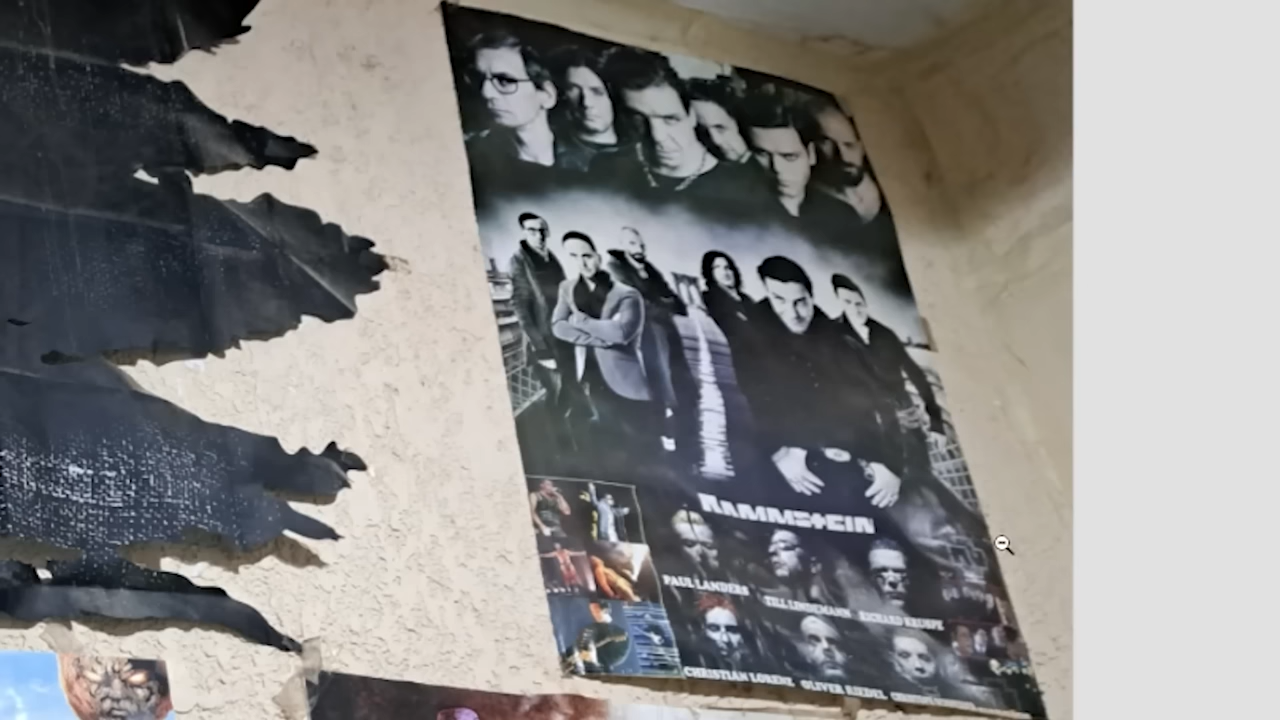 RAMMSTEIN
PAUL LANDERS TILL LINDEMANN RICHARD KRUSPE
CHRISTIAN LORENZ OLIVER RIEDEL